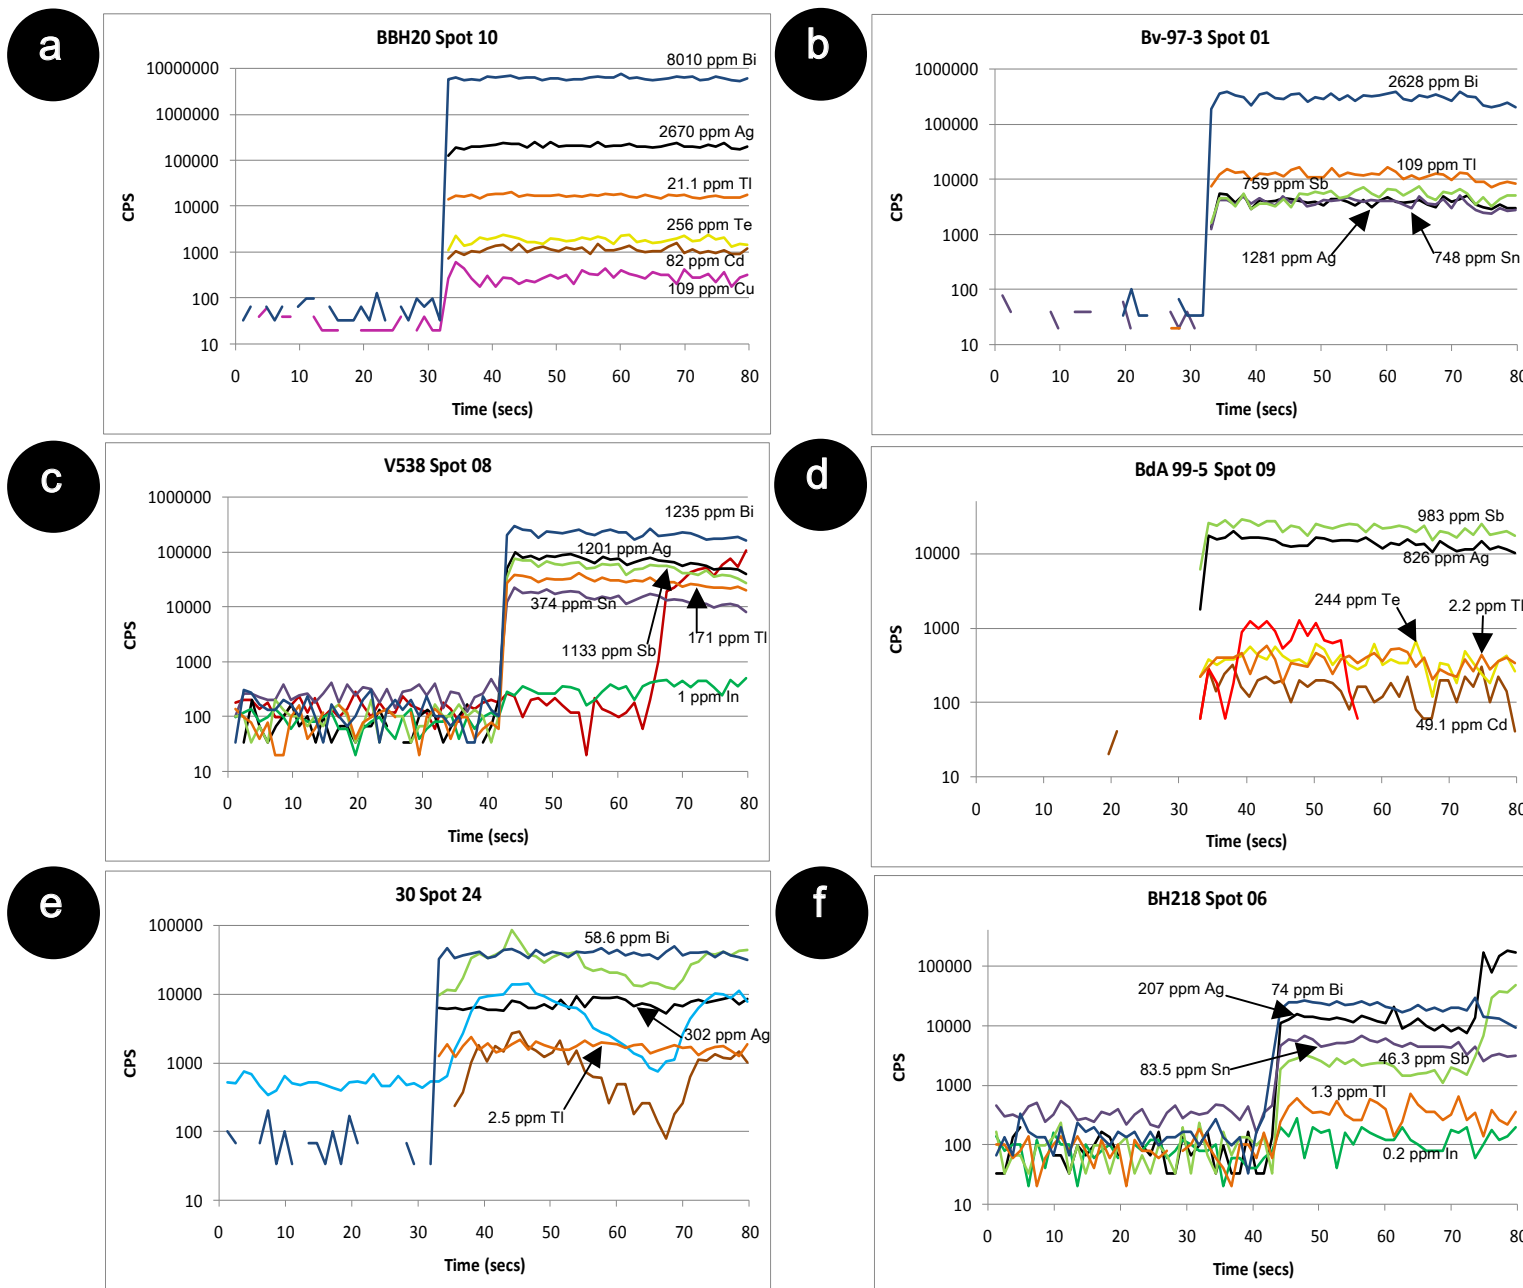 a
BBH20 Spot 10
10000000
1000000
100000
10000
1000
100
10
CPS
8010 ppm Bi
2670 ppm Ag
21.1 ppm Tl
256 ppm Te
82 ppm Cd
109 ppm Cu
0 10 20 30 40 50 60 70 80
Time (secs)
b
Bv-97-3 Spot 01
1000000
100000
10000
1000
100
10
CPS
2628 ppm Bi
109 ppm Tl
759 ppm Sb
1281 ppm Ag
748 ppm Sn
0 10 20 30 40 50 60 70 80
Time (secs)
c
V538 Spot 08
1000000
100000
10000
1000
100
10
CPS
1235 ppm Bi
1201 ppm Ag
374 ppm Sn
171 ppm Tl
1133 ppm Sb
1 ppm In
0 10 20 30 40 50 60 70 80
Time (secs)
d
BdA 99-5 Spot 09
10000
1000
100
10
CPS
983 ppm Sb
826 ppm Ag
244 ppm Te
2.2 ppm Tl
49.1 ppm Cd
0 10 20 30 40 50 60 70 80
Time (secs)
e
30 Spot 24
100000
10000
1000
100
10
CPS
58.6 ppm Bi
302 ppm Ag
2.5 ppm Tl
0 10 20 30 40 50 60 70 80
Time (secs)
f
BH218 Spot 06
100000
10000
1000
100
10
CPS
207 ppm Ag
74 ppm Bi
83.5 ppm Sn
46.3 ppm Sb
1.3 ppm Tl
0.2 ppm In
0 10 20 30 40 50 60 70 80
Time (secs)